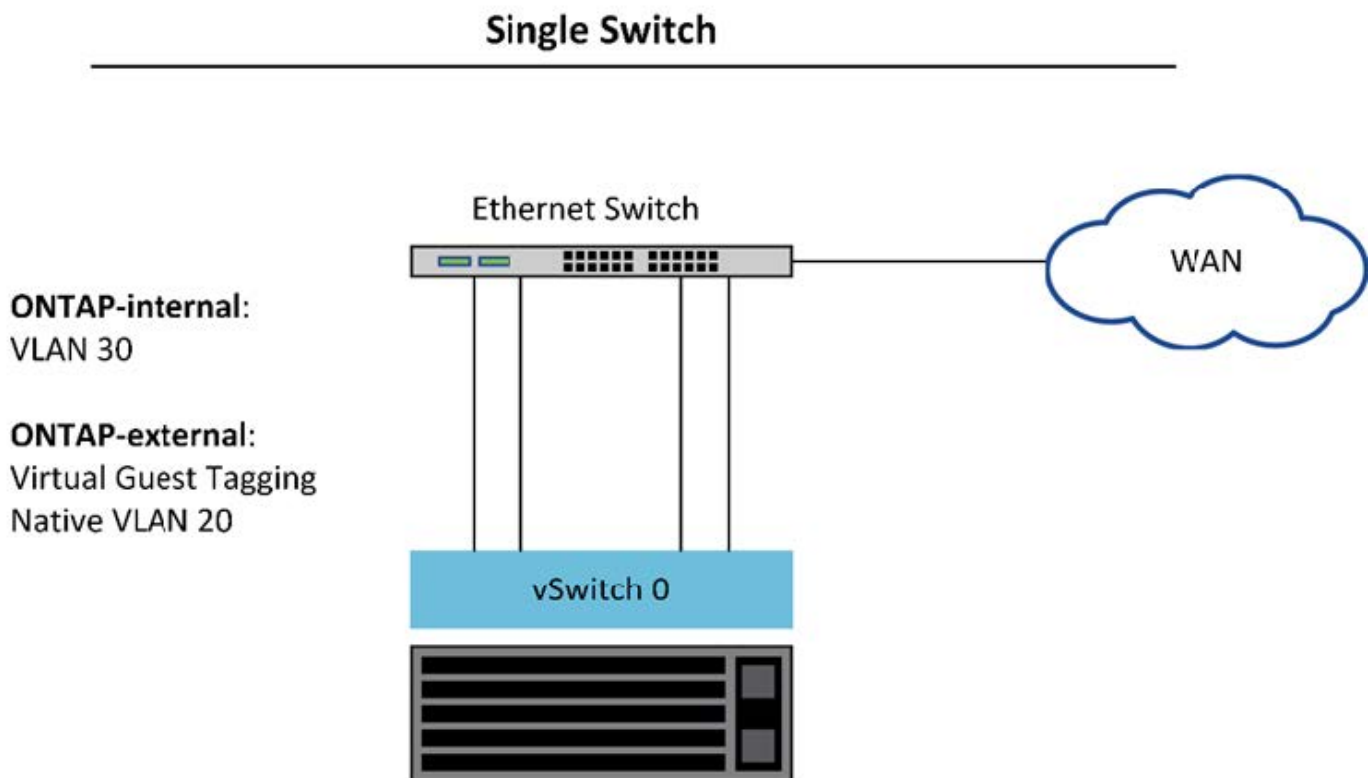 Single Switch
Ethernet Switch
WAN
ONTAP-internal:
VLAN 30
ONTAP-external:
Virtual Guest Tagging
Native VLAN 20
vSwitch 0